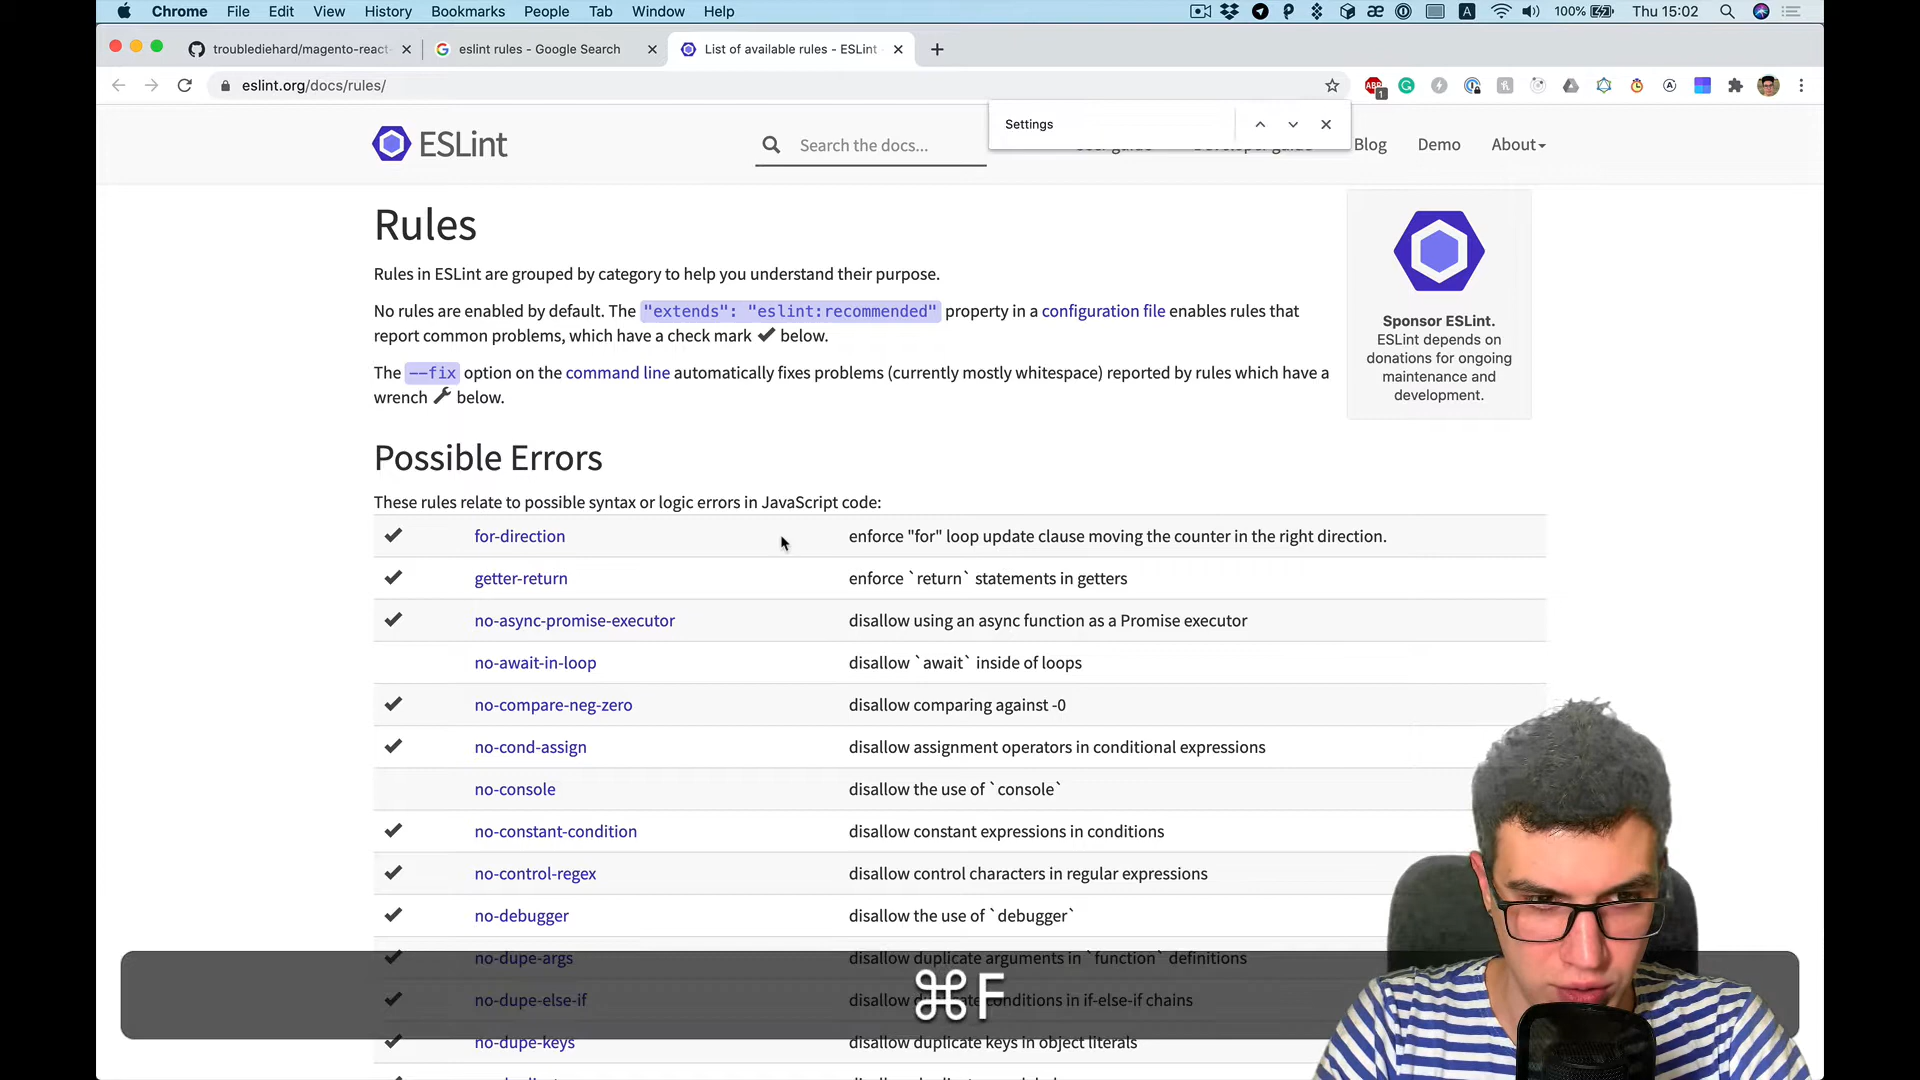 Chrome File Edit View History Bookmarks People Tab Window Help 100% Thu 15:02
troublediehard/magento-react- eslint rules - Google Search List of available rules - ESLint
eslint.org/docs/rules/
Settings
ESLint Search the docs... Blog Demo About
Rules
Rules in ESLint are grouped by category to help you understand their purpose.
No rules are enabled by default. The "extends": "eslint:recommended" property in a configuration file enables rules that
report common problems, which have a check mark ✔ below.
The --fix option on the command line automatically fixes problems (currently mostly whitespace) reported by rules which have a
wrench below.
Sponsor ESLint.
ESLint depends on
donations for ongoing
maintenance and
development.
Possible Errors
These rules relate to possible syntax or logic errors in JavaScript code:
✔ for-direction enforce "for" loop update clause moving the counter in the right direction.
✔ getter-return enforce `return` statements in getters
✔ no-async-promise-executor disallow using an async function as a Promise executor
no-await-in-loop disallow `await` inside of loops
✔ no-compare-neg-zero disallow comparing against -0
✔ no-cond-assign disallow assignment operators in conditional expressions
no-console disallow the use of `console`
✔ no-constant-condition disallow constant expressions in conditions
✔ no-control-regex disallow control characters in regular expressions
✔ no-debugger disallow the use of `debugger`
✔ no-dupe-args disallow duplicate arguments in `function` definitions
✔ no-dupe-else-if disallow conditions in if-else-if chains
✔ no-dupe-keys disallow duplicate keys in object literals
⌘F